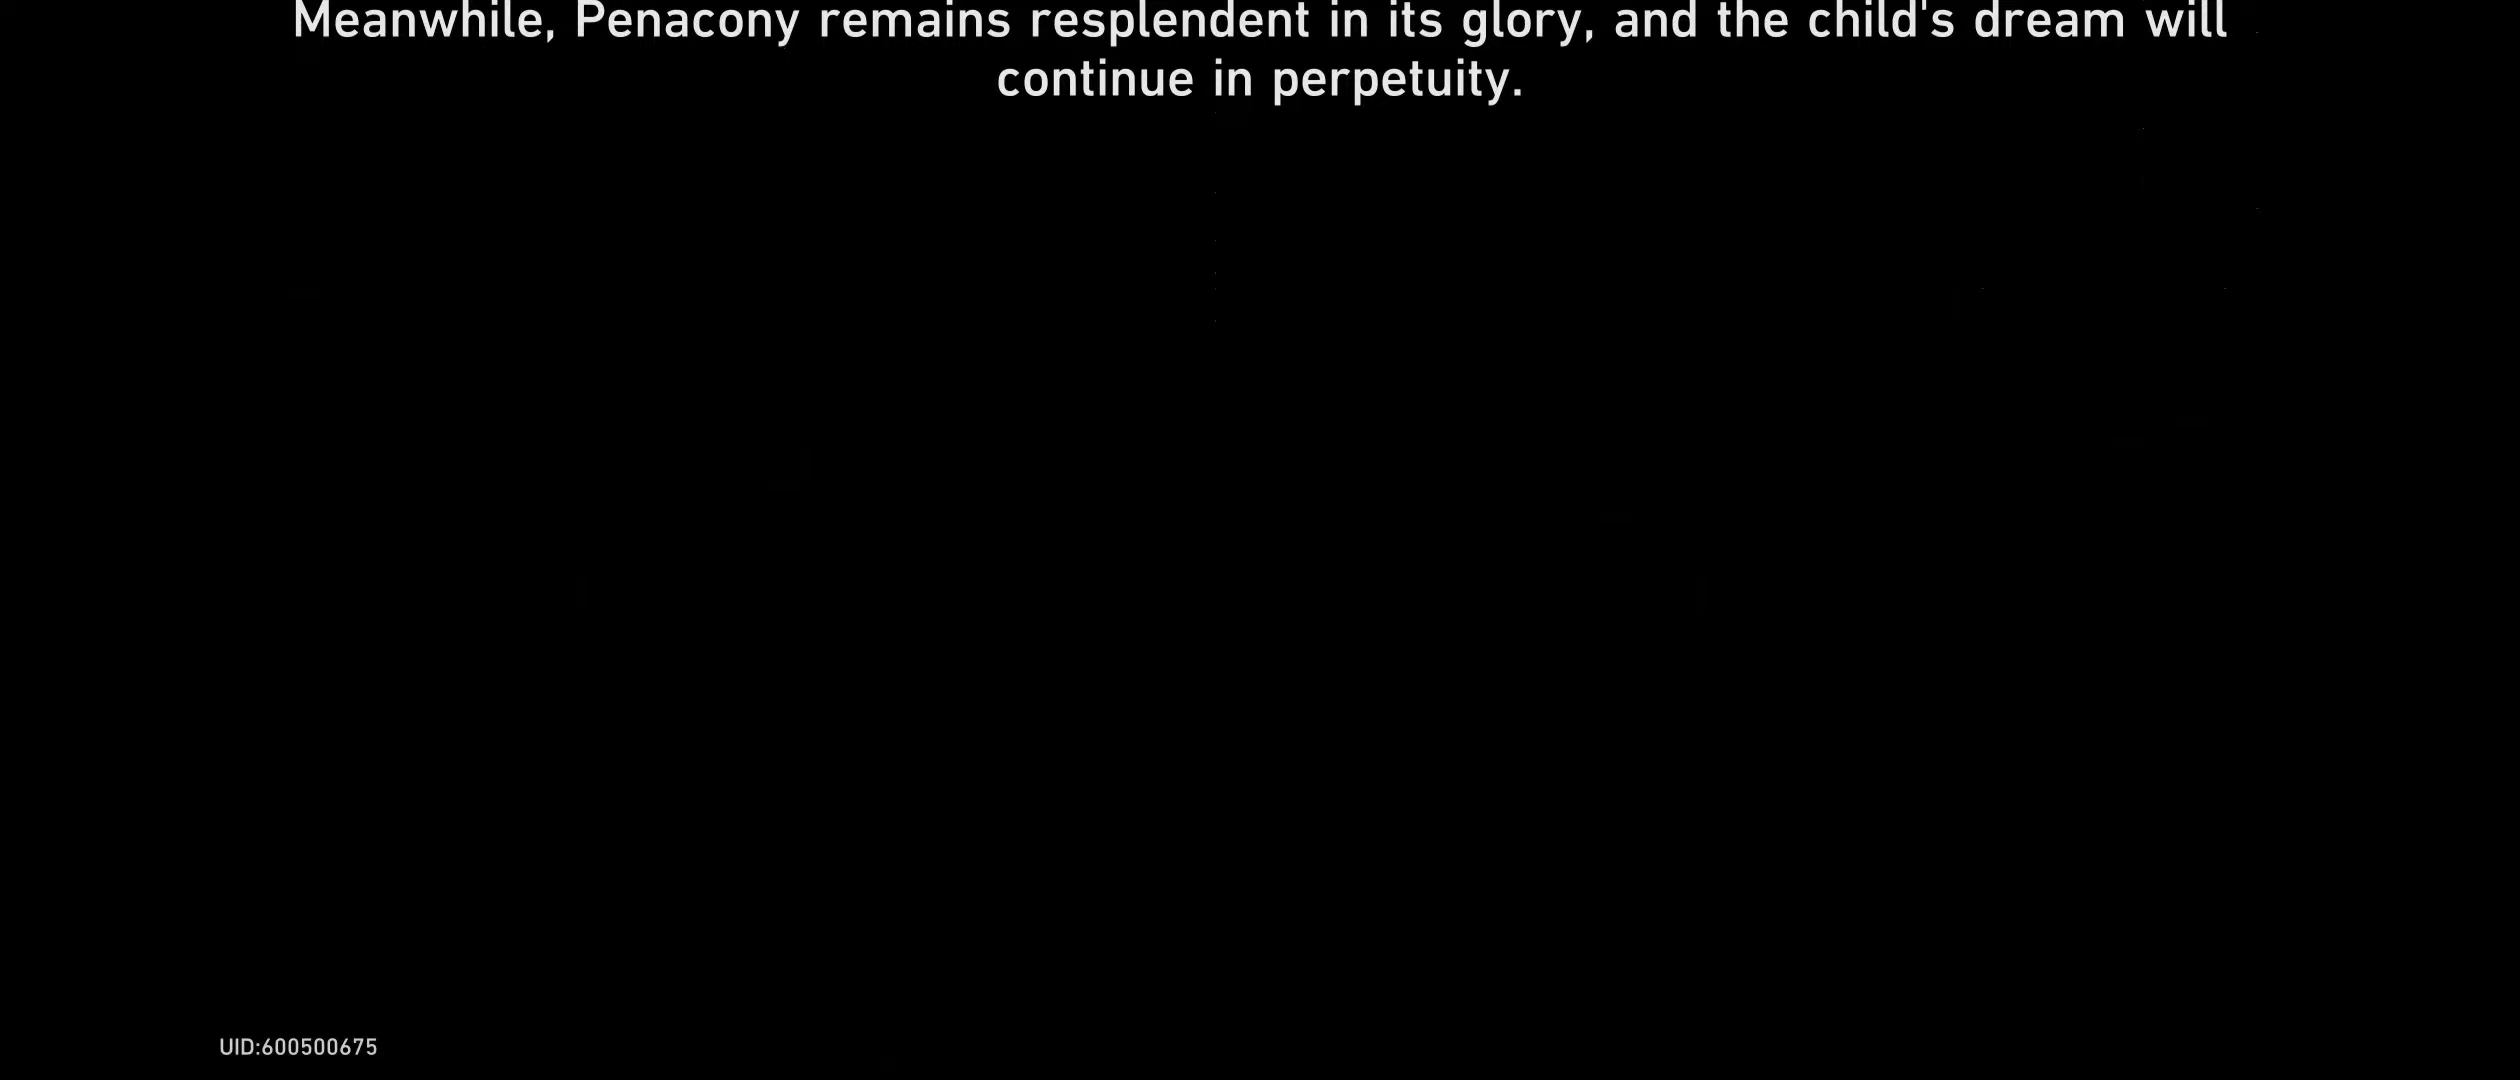 Meanwhile, Penacony remains resplendent in its glory, and the child's dream will
continue in perpetuity.
UID:600500675